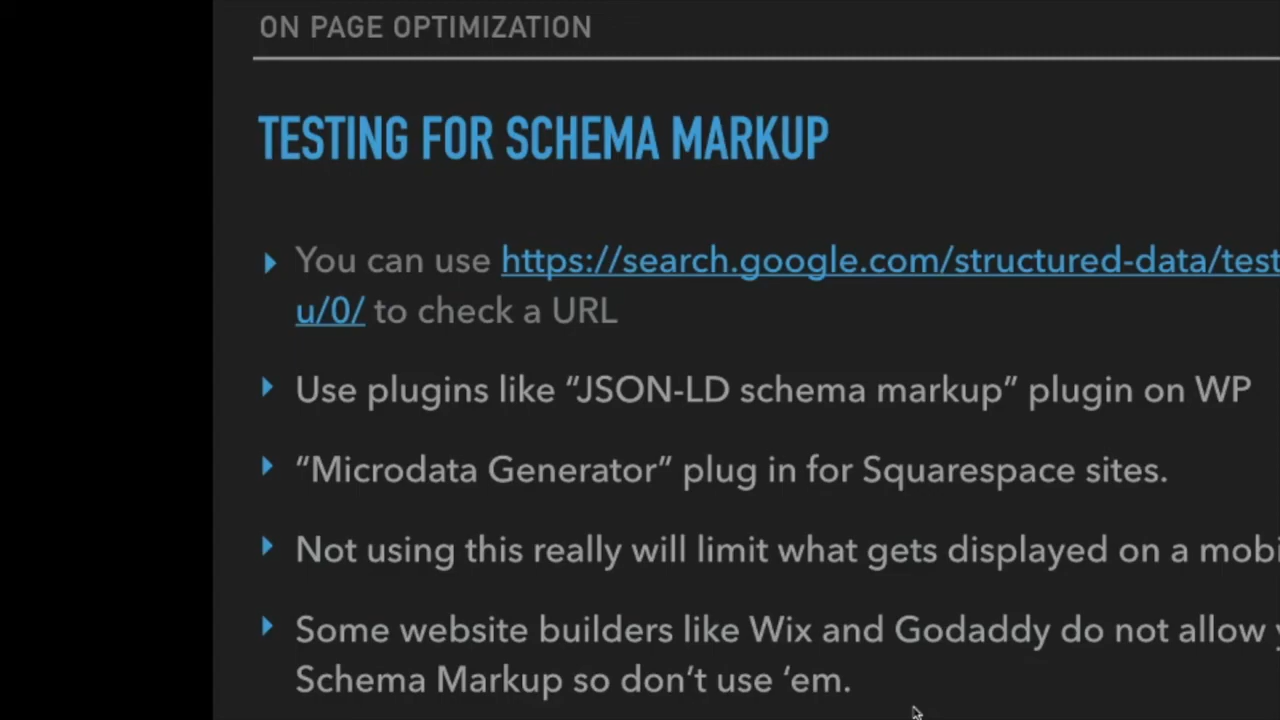 ON PAGE OPTIMIZATION
TESTING FOR SCHEMA MARKUP
You can use https://search.google.com/structured-data/test
u/0/ to check a URL
Use plugins like “JSON-LD schema markup” plugin on WP
“Microdata Generator” plug in for Squarespace sites.
Not using this really will limit what gets displayed on a
Some website builders like Wix and Godaddy do not allow
Schema Markup so don’t use ‘em.